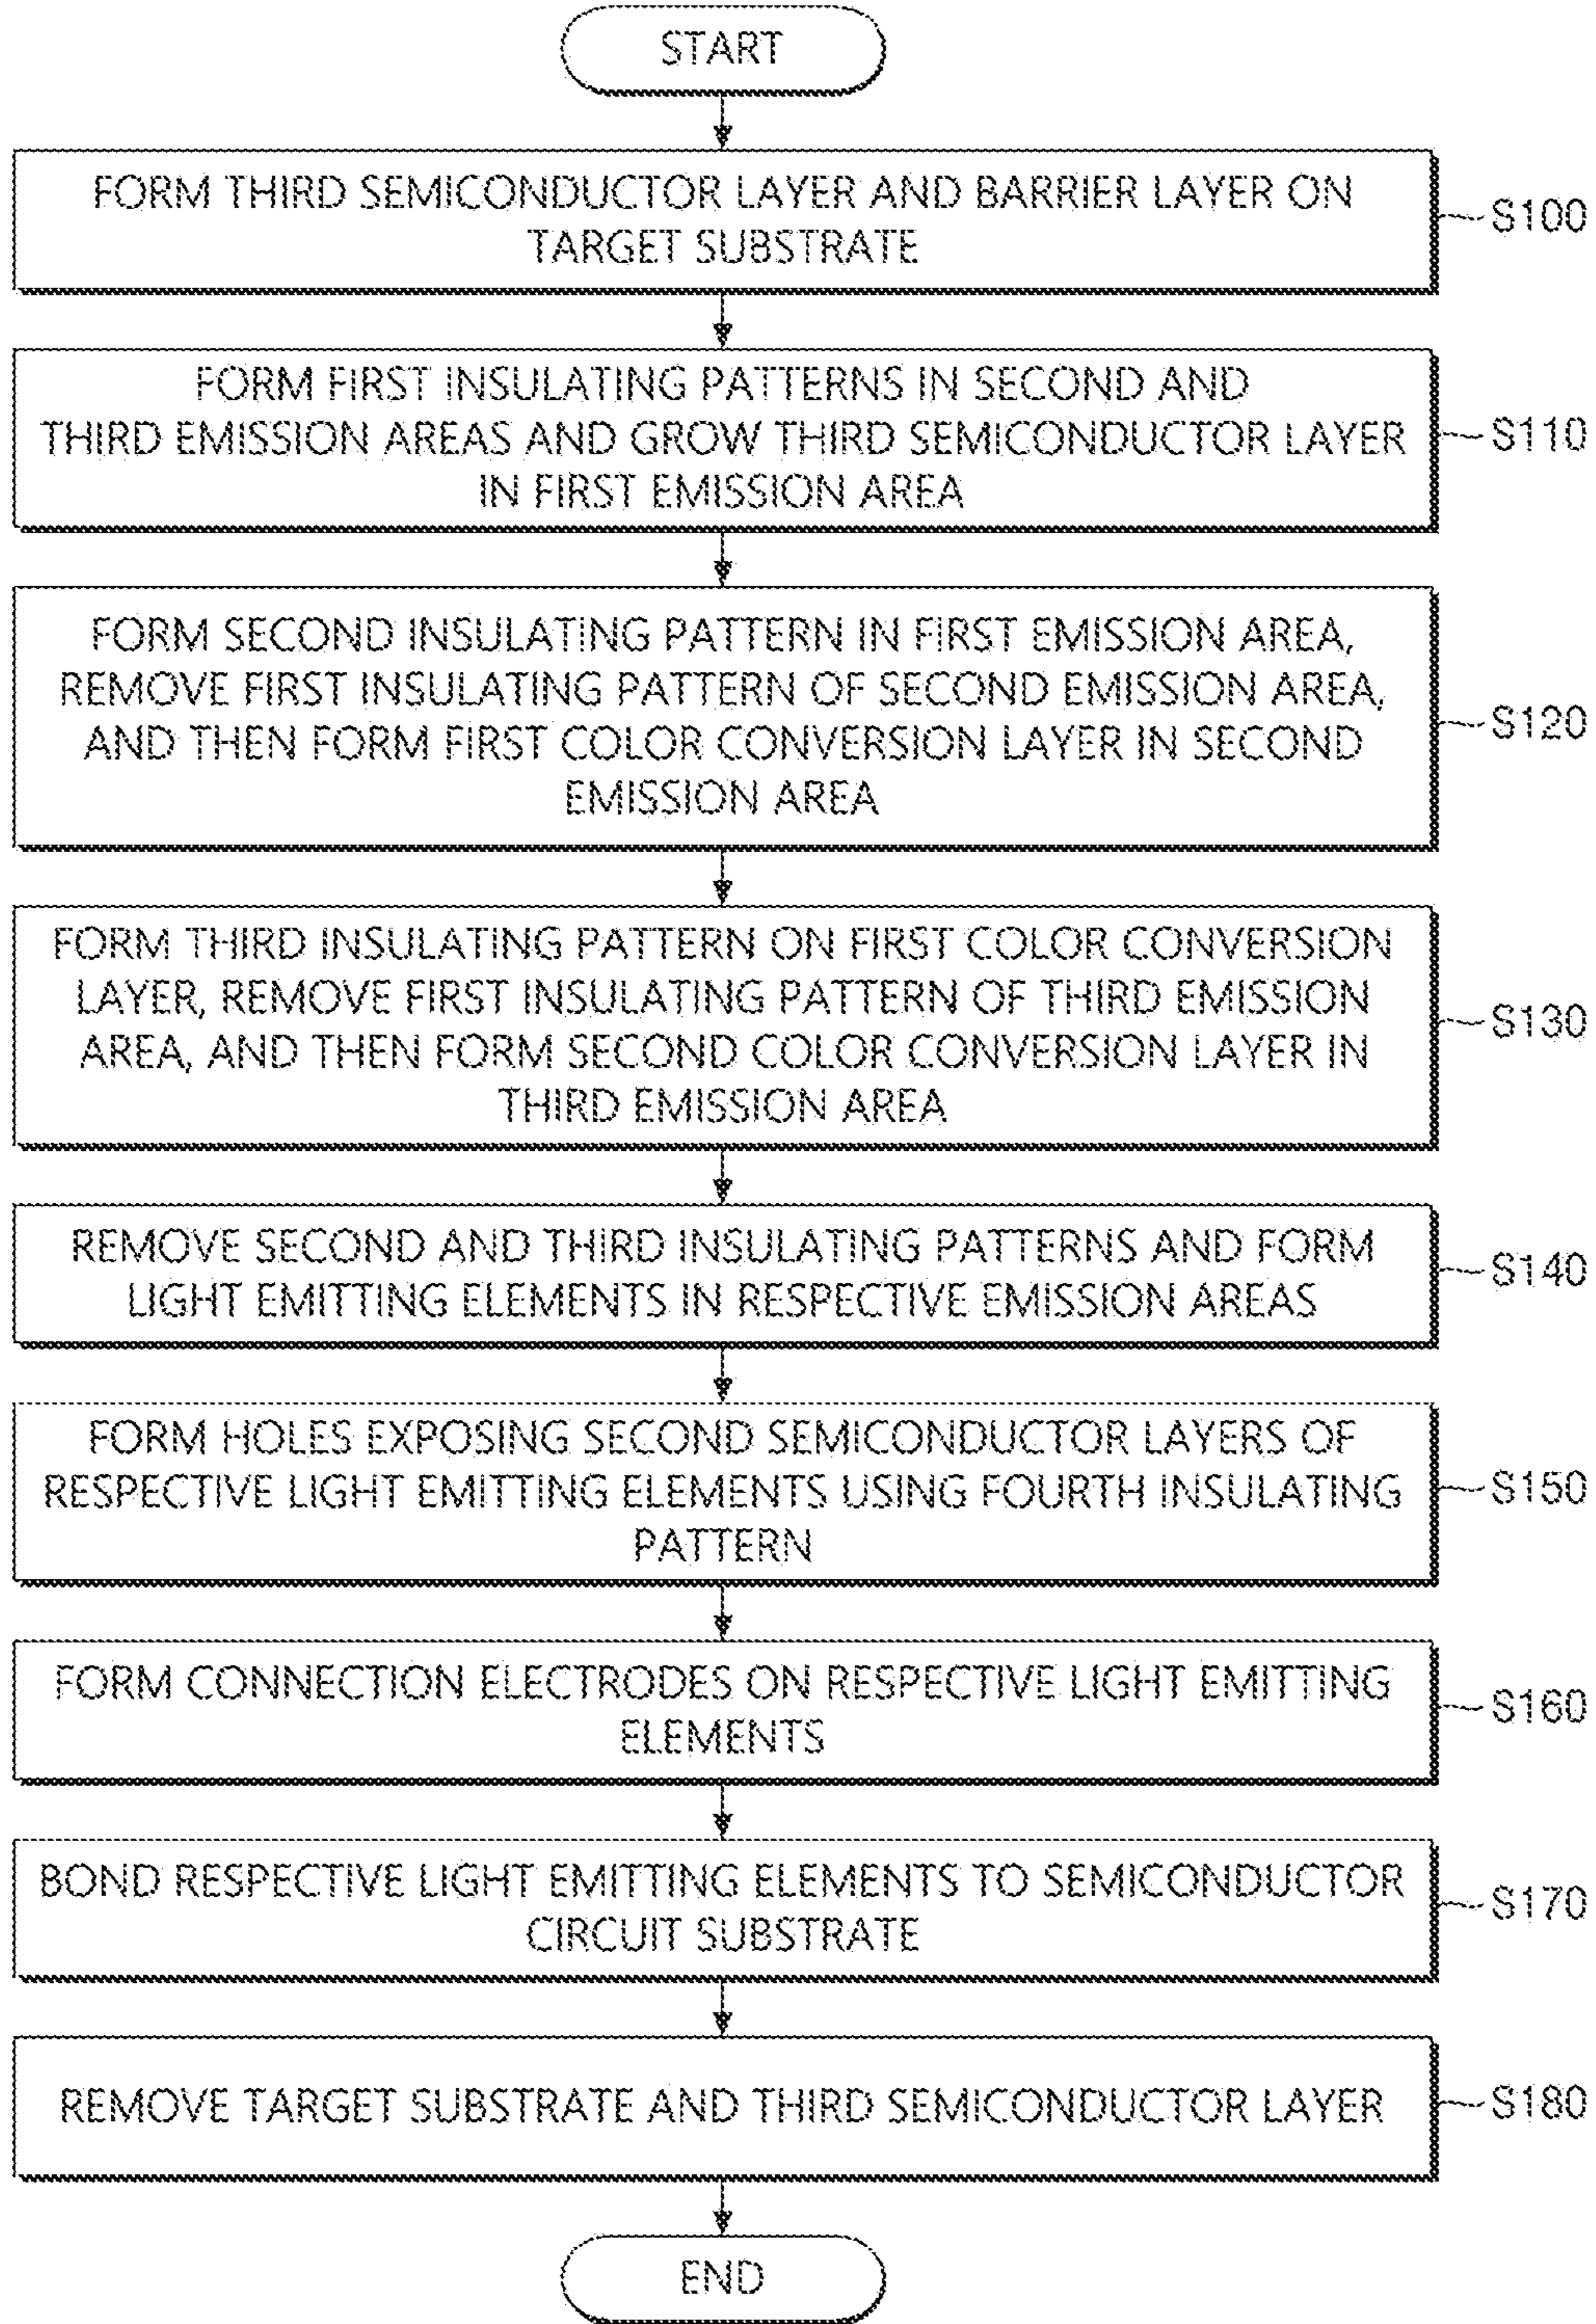 START
FORM THIRD SEMICONDUCTOR LAYER AND BARRIER LAYER ON
TARGET SUBSTRATE
S100
FORM FIRST INSULATING PATTERNS IN SECOND AND
THIRD EMISSION AREAS AND GROW THIRD SEMICONDUCTOR LAYER
IN FIRST EMISSION AREA
S110
FORM SECOND INSULATING PATTERN IN FIRST EMISSION AREA,
REMOVE FIRST INSULATING PATTERN OF SECOND EMISSION AREA,
AND THEN FORM FIRST COLOR CONVERSION LAYER IN SECOND
EMISSION AREA
S120
FORM THIRD INSULATING PATTERN ON FIRST COLOR CONVERSION
LAYER, REMOVE FIRST INSULATING PATTERN OF THIRD EMISSION
AREA, AND THEN FORM SECOND COLOR CONVERSION LAYER IN
THIRD EMISSION AREA
S130
REMOVE SECOND AND THIRD INSULATING PATTERNS AND FORM
LIGHT EMITTING ELEMENTS IN RESPECTIVE EMISSION AREAS
S140
FORM HOLES EXPOSING SECOND SEMICONDUCTOR LAYERS OF
RESPECTIVE LIGHT EMITTING ELEMENTS USING FOURTH INSULATING
PATTERN
S150
FORM CONNECTION ELECTRODES ON RESPECTIVE LIGHT EMITTING
ELEMENTS
S160
BOND RESPECTIVE LIGHT EMITTING ELEMENTS TO SEMICONDUCTOR
CIRCUIT SUBSTRATE
S170
REMOVE TARGET SUBSTRATE AND THIRD SEMICONDUCTOR LAYER
S180
END